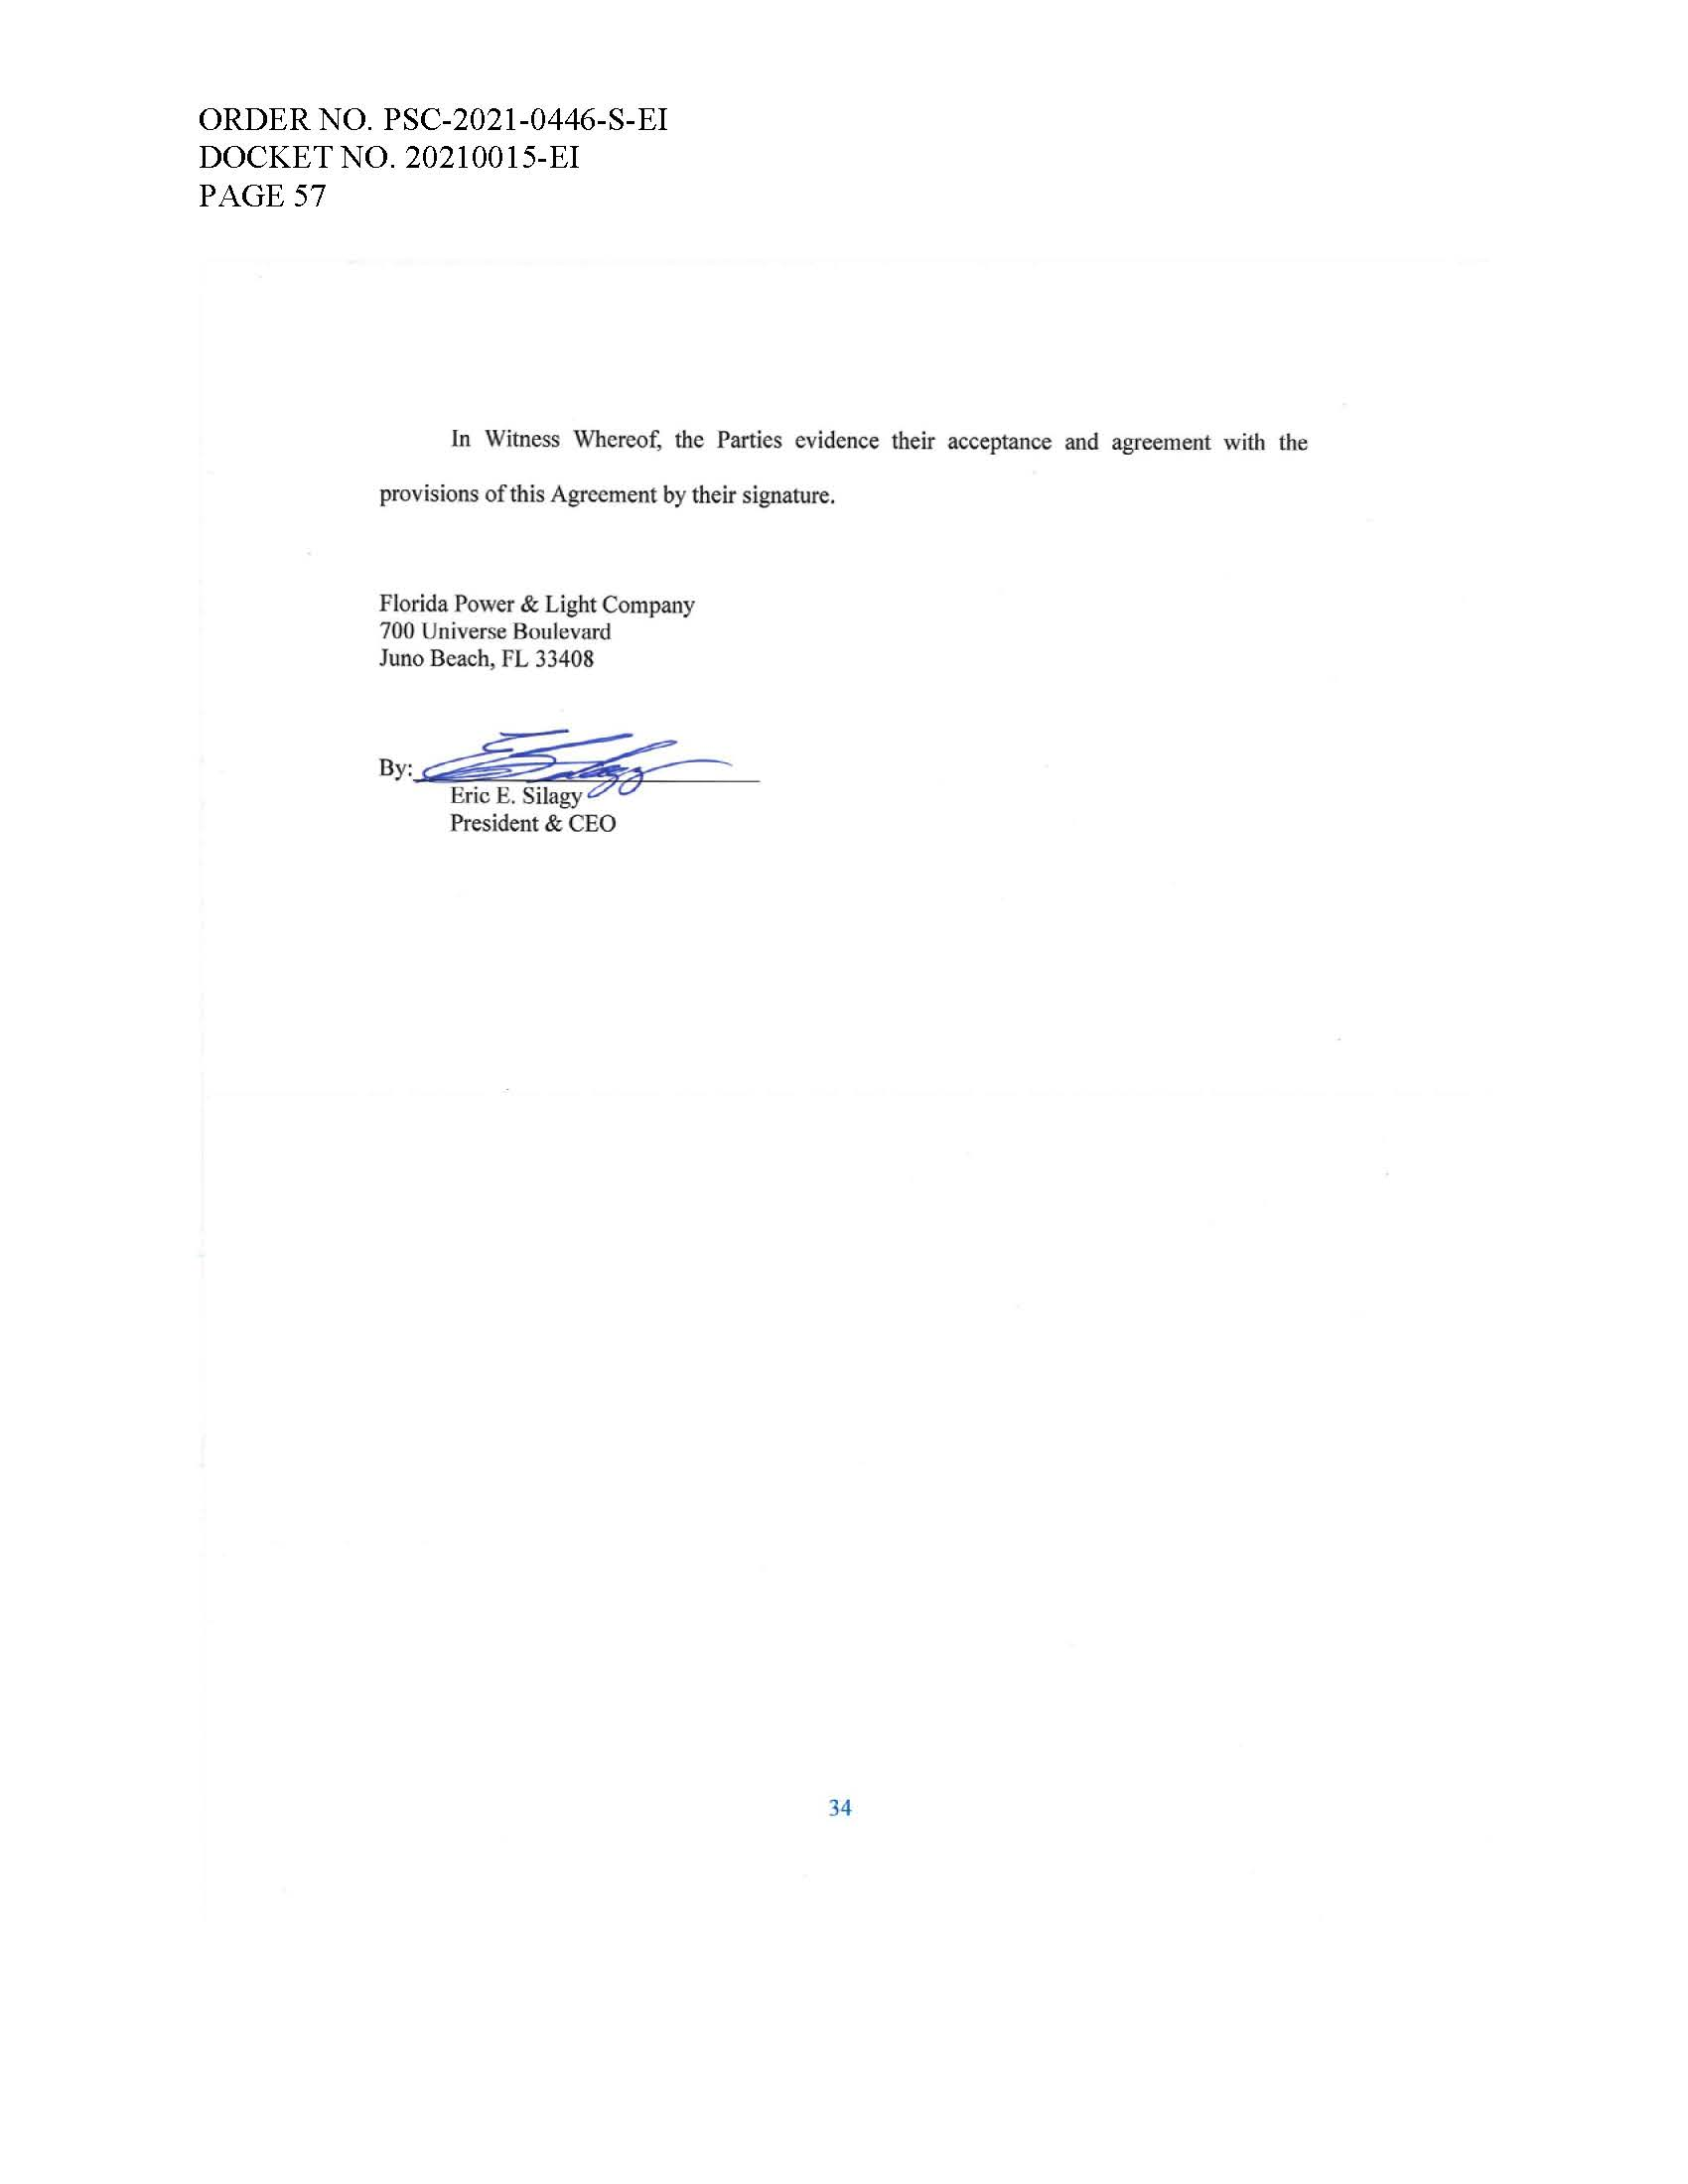 ORDER NO. PSC-2021-0446-S-EI
DOCKET NO. 20210015-EI
PAGE 57
In Witness Whereof, the Parties evidence their acceptance and agreement with the
provisions of this Agreement by their signature.
Florida Power & Light Company
700 Universe Boulevard
Juno Beach, FL 33408
By:
Eric E. Silagy
President & CEO
34